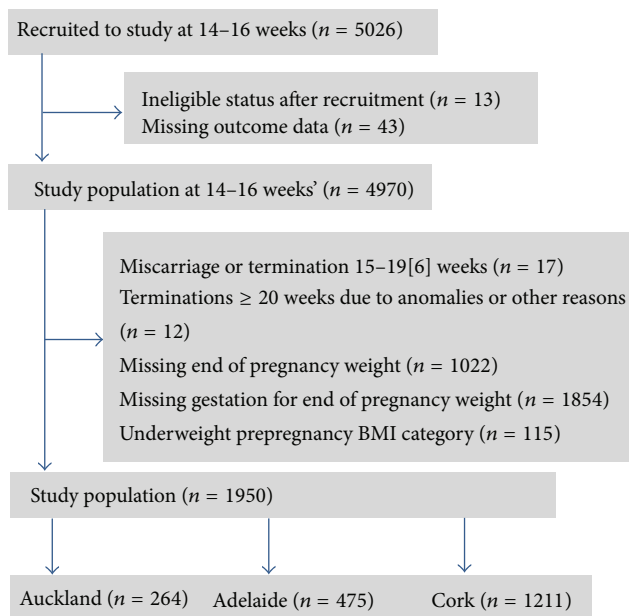 Recruited to study at 14–16 weeks (n = 5026)
Ineligible status after recruitment (n = 13)
Missing outcome data (n = 43)
Study population at 14–16 weeks' (n = 4970)
Miscarriage or termination 15–19[6] weeks (n = 17)
Terminations ≥ 20 weeks due to anomalies or other reasons
(n = 12)
Missing end of pregnancy weight (n = 1022)
Missing gestation for end of pregnancy weight (n = 1854)
Underweight prepregnancy BMI category (n = 115)
Study population (n = 1950)
Auckland (n = 264) Adelaide (n = 475) Cork (n = 1211)